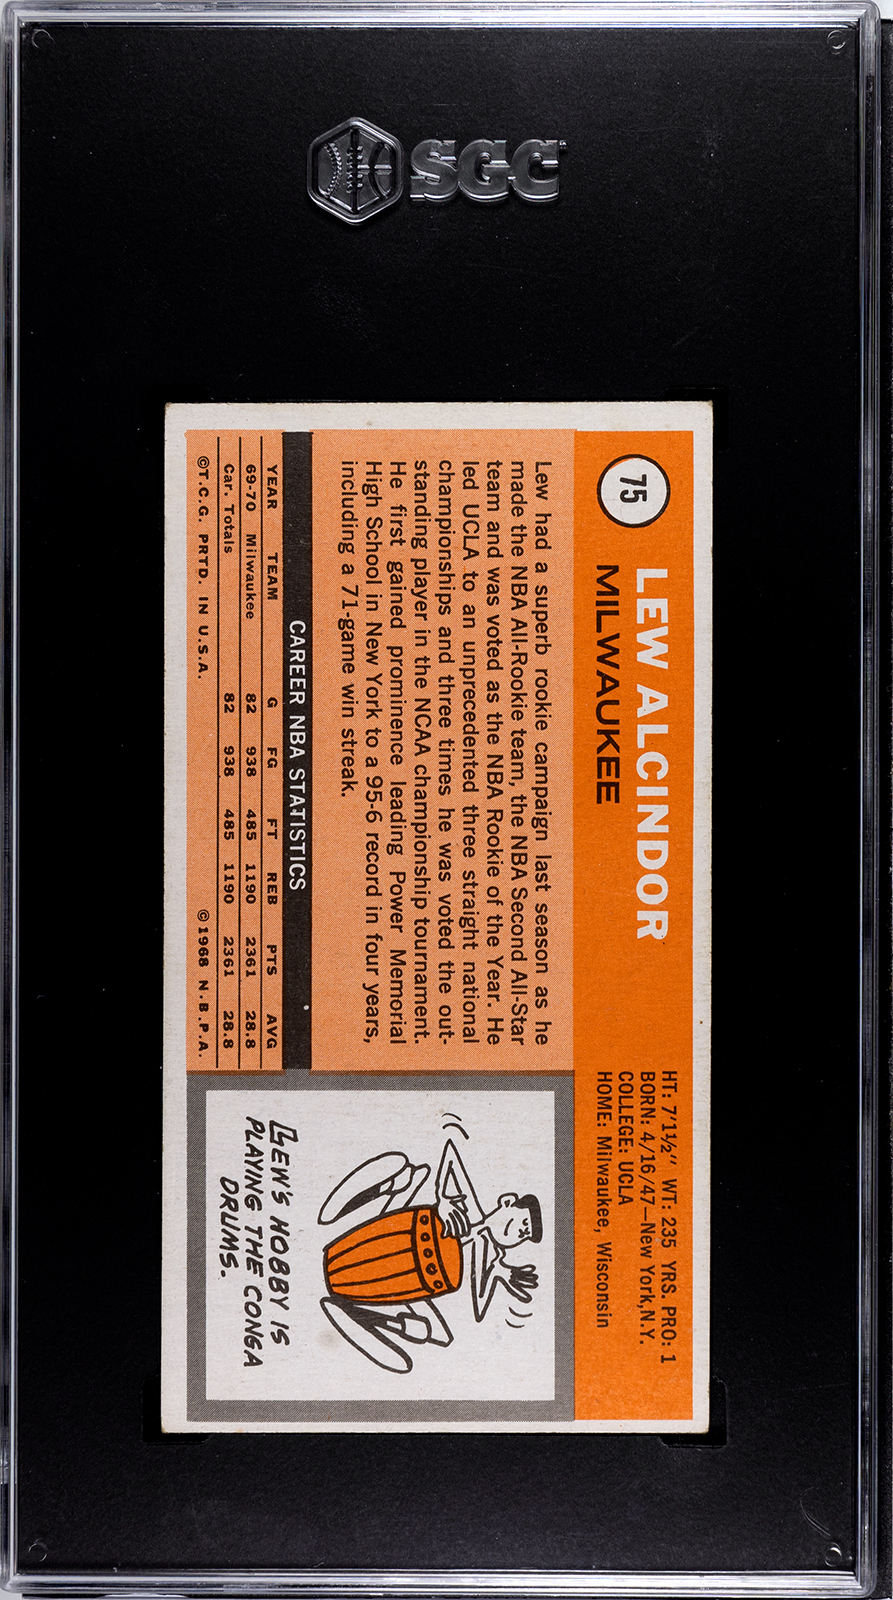 SGC
75
LEW ALCINDOR
MILWAUKEE
HT: 7'1½" WT: 235 YRS. PRO: 1
BORN: 4/16/47—New York, N.Y.
COLLEGE: UCLA
HOME: Milwaukee, Wisconsin
Lew had a superb rookie campaign last season as he
made the NBA All-Rookie team, the NBA Second All-Star
team and was voted as the NBA Rookie of the Year. He
led UCLA to an unprecedented three straight national
championships and three times he was voted the out-
standing player in the NCAA championship tournament.
He first gained prominence leading Power Memorial
High School in New York to a 95-6 record in four years,
including a 71-game win streak.
CAREER NBA STATISTICS
YEAR TEAM G FG FT REB PTS AVG
69-70 Milwaukee 82 938 485 1190 2361 28.8
Car. Totals 82 938 485 1190 2361 28.8
©T.C.G. PRTD. IN U.S.A. ©1968 N.B.P.A.
LEW'S HOBBY IS
PLAYING THE CONGA
DRUMS.